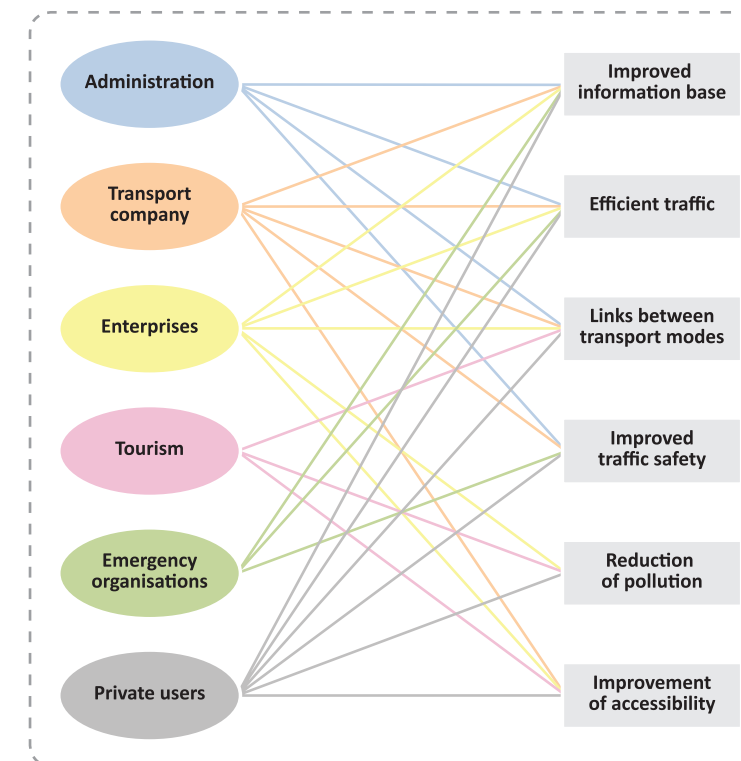 Administration
Transport
company
Enterprises
Tourism
Emergency
organisations
Private users
Improved
information base
Efficient traffic
Links between
transport modes
Improved
traffic safety
Reduction
of pollution
Improvement
of accessibility